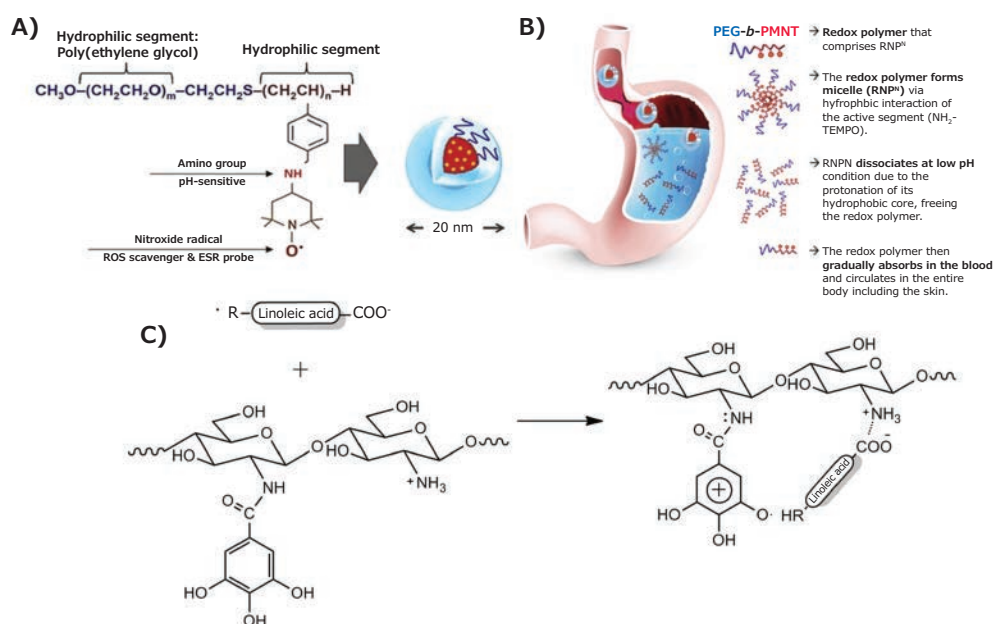 A)
Hydrophilic segment:
Poly(ethylene glycol)
Hydrophilic segment
CH₃O–(CH₂CH₂O)ₘ–CH₂CH₂S–(CH₂CH)ₙ–H
Amino group
pH-sensitive
NH
N
O•
Nitroxide radical
ROS scavenger & ESR probe
20 nm
B)
PEG-b-PMNT
Redox polymer that
comprises RNPᴺ
The redox polymer forms
micelle (RNPᴺ) via
hyfrophbic interaction of
the active segment (NH₂-
TEMPO).
RNPN dissociates at low pH
condition due to the
protonation of its
hydrophobic core, freeing
the redox polymer.
The redox polymer then
gradually absorbs in the blood
and circulates in the entire
body including the skin.
C)
• R–Linoleic acid–COO⁻
+
OH
O
O
HO
NH
O
C
HO
OH
OH
OH
O
HO
O
⁺NH₃
OH
O
O
HO
:NH
O
C
⊕
HO
OH
O·
OH
O
HO
O
⁺NH₃
COO⁻
Linoleic acid
HR